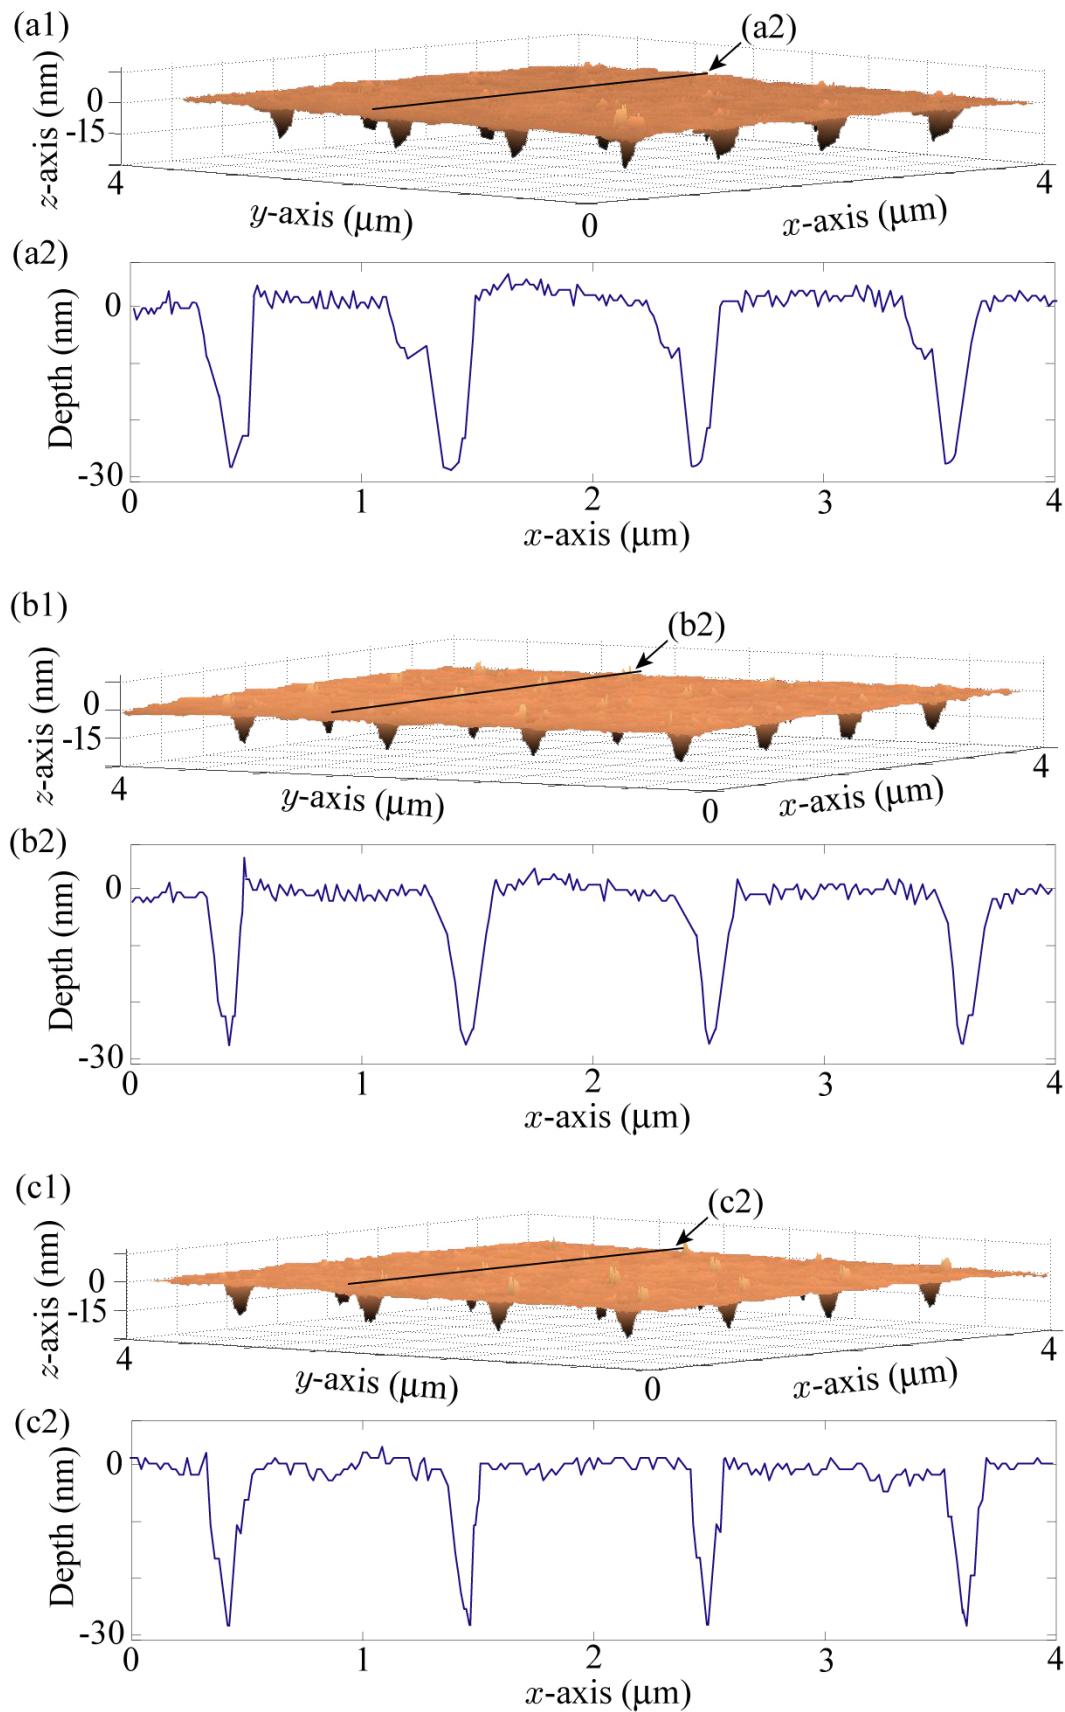 (a1)
(a2)
z-axis (nm)
0
-15
4
y-axis (μm)
0
x-axis (μm)
4
(a2)
Depth (nm)
0
-30
0 1 2 3 4
x-axis (μm)
(b1)
(b2)
z-axis (nm)
0
-15
4
y-axis (μm)
0
x-axis (μm)
4
(b2)
Depth (nm)
0
-30
0 1 2 3 4
x-axis (μm)
(c1)
(c2)
z-axis (nm)
0
-15
4
y-axis (μm)
0
x-axis (μm)
4
(c2)
Depth (nm)
0
-30
0 1 2 3 4
x-axis (μm)